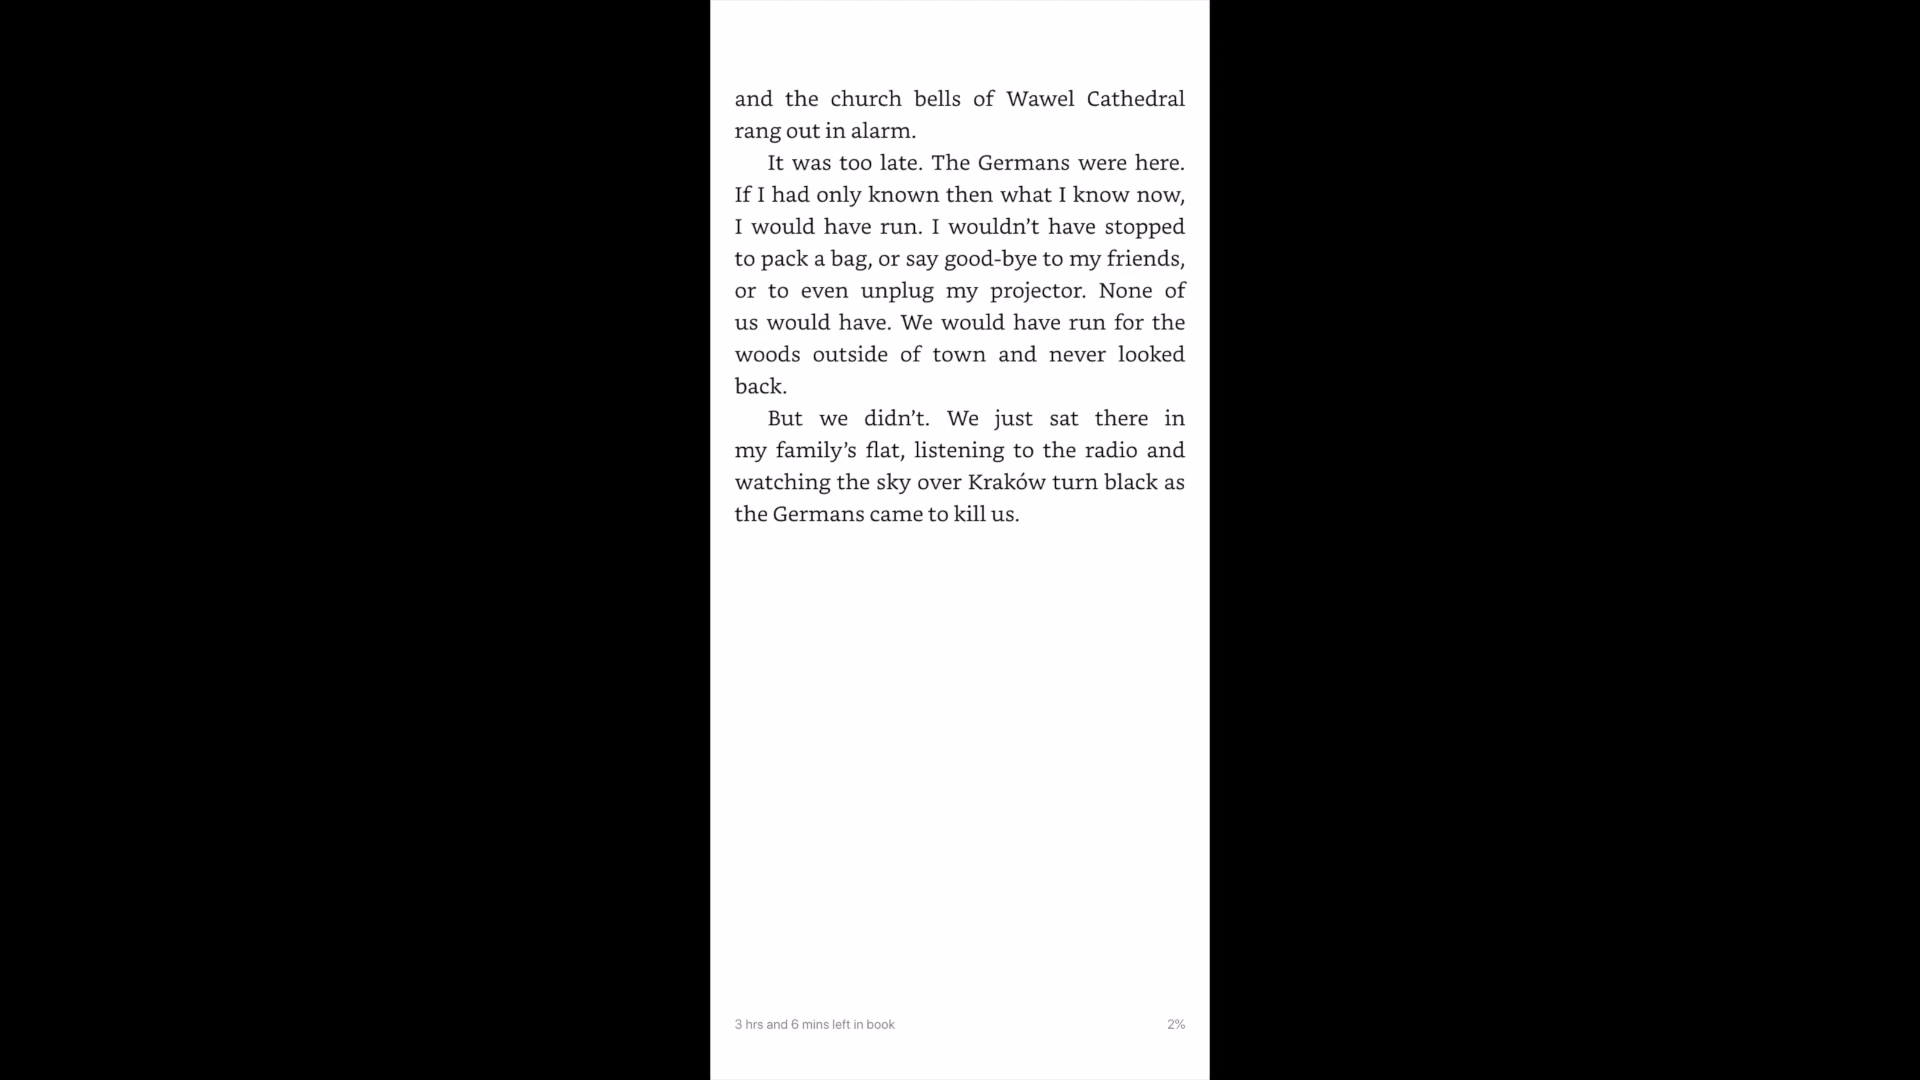 and the church bells of Wawel Cathedral
rang out in alarm.
It was too late. The Germans were here.
If I had only known then what I know now,
I would have run. I wouldn’t have stopped
to pack a bag, or say good-bye to my friends,
or to even unplug my projector. None of
us would have. We would have run for the
woods outside of town and never looked
back.
But we didn’t. We just sat there in
my family’s flat, listening to the radio and
watching the sky over Kraków turn black as
the Germans came to kill us.
3 hrs and 6 mins left in book
2%